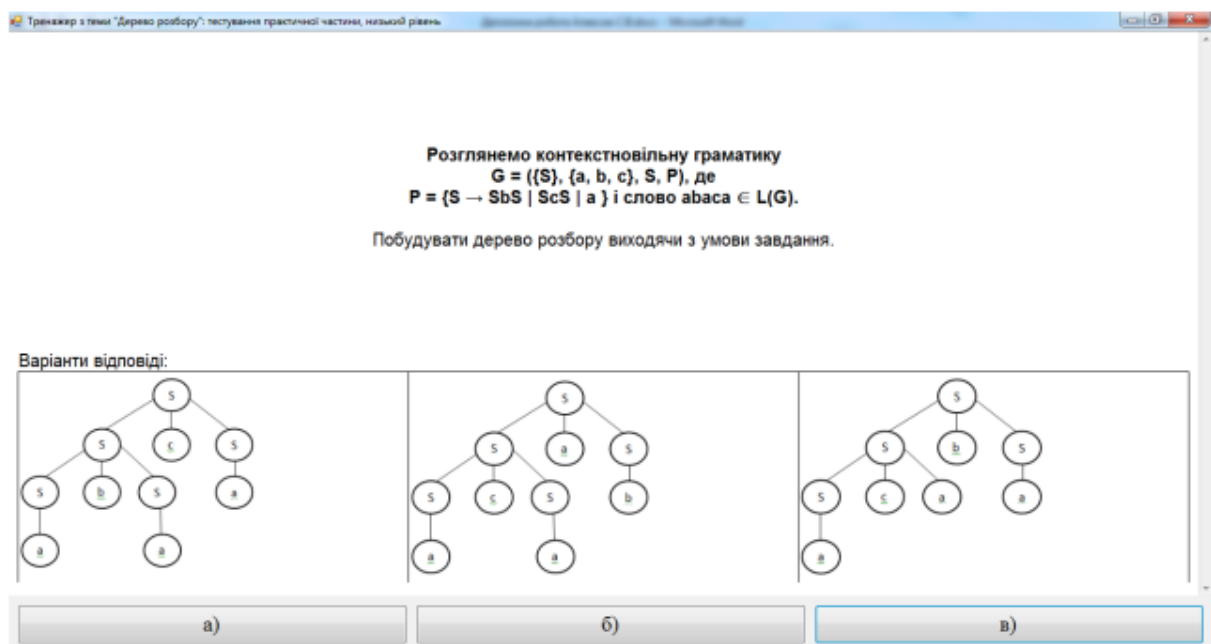 Тренажер з теми "Дерево розбору": тестування практичної частини, низький рівень
Розглянемо контекстновільну граматику
G = ({S}, {a, b, c}, S, P), де
P = {S → SbS | ScS | a } і слово abaca ∈ L(G).
Побудувати дерево розбору виходячи з умови завдання.
Варіанти відповіді:
S
S c S
S b S a
a a
S
S a S
S c S b
a a
S
S b S
S c a a
a
а) б) в)